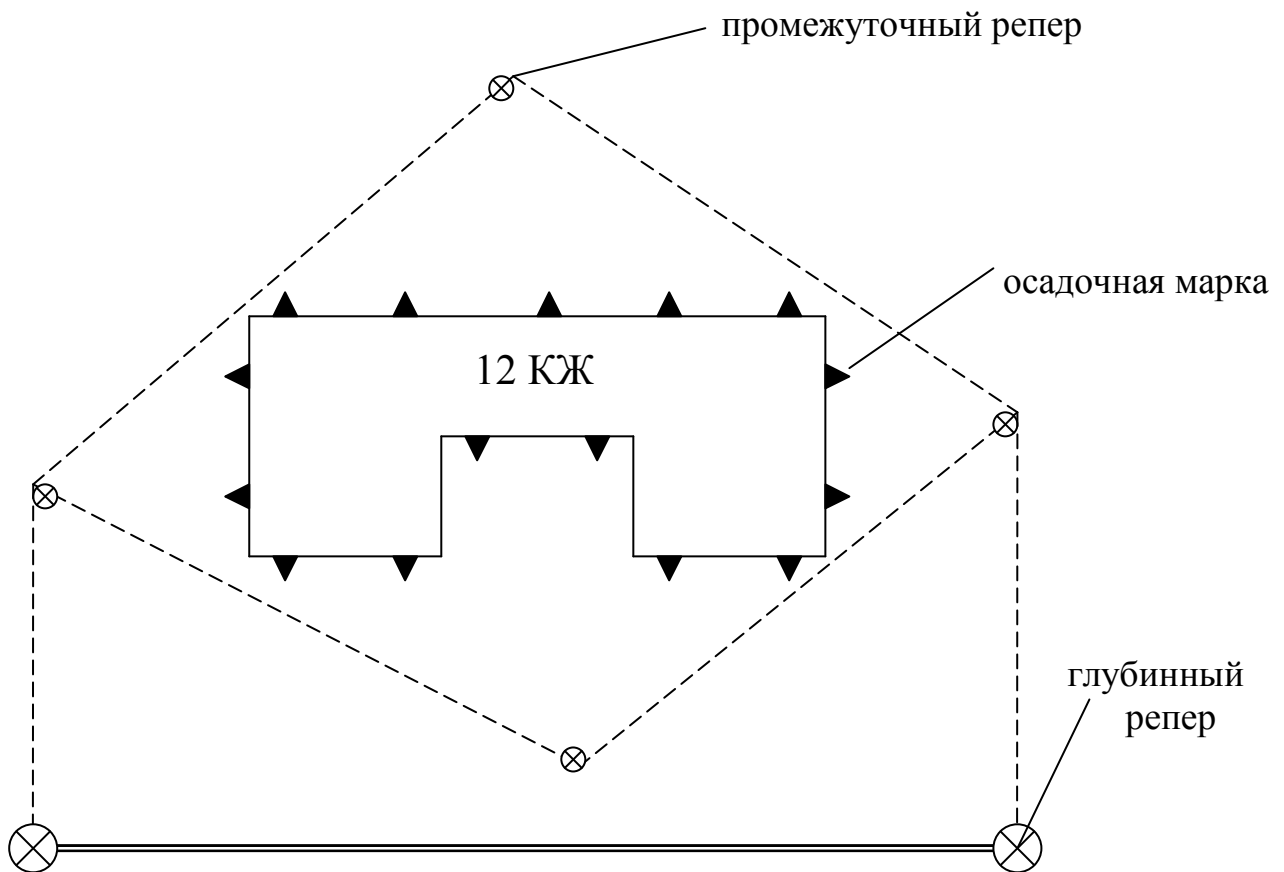 промежуточный репер
осадочная марка
12 КЖ
глубинный
репер